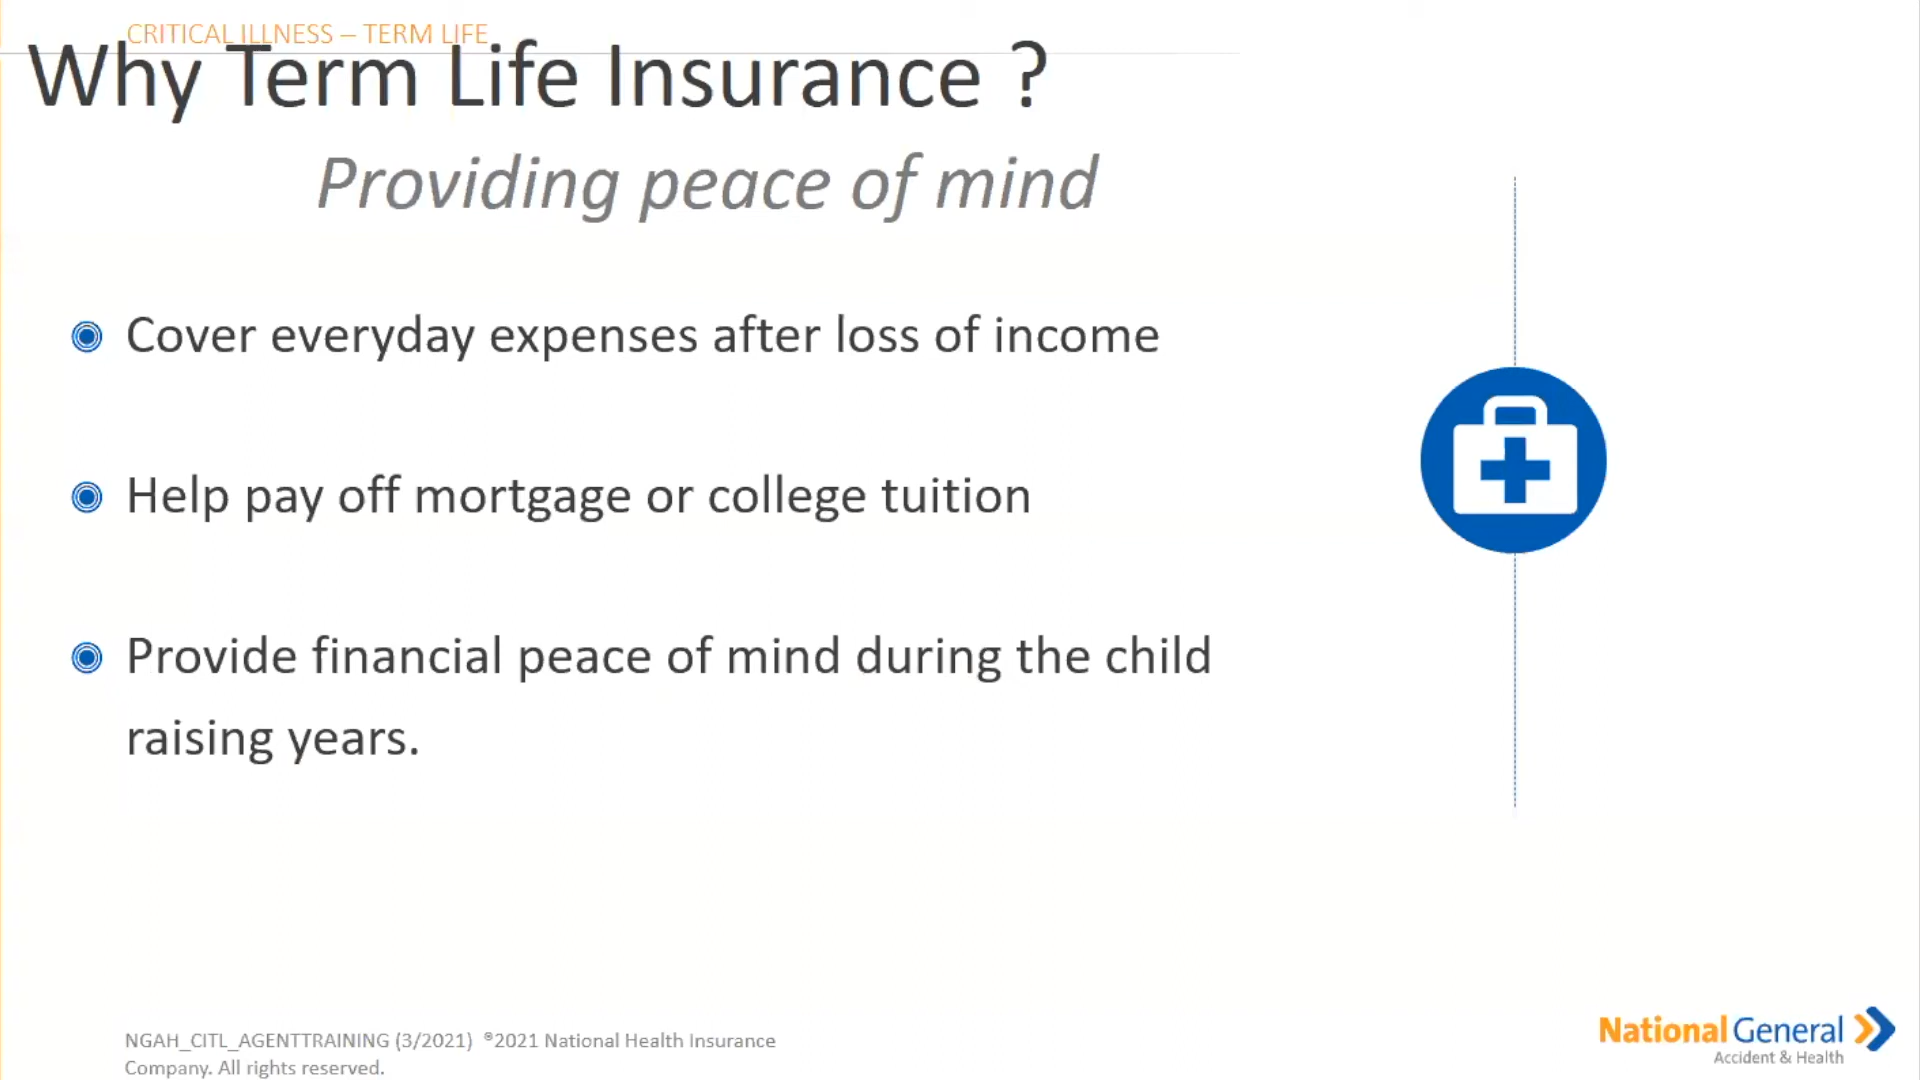 CRITICAL ILLNESS – TERM LIFE
Why Term Life Insurance ?
Providing peace of mind
Cover everyday expenses after loss of income
Help pay off mortgage or college tuition
Provide financial peace of mind during the child
raising years.
NGAH_CITL_AGENTTRAINING (3/2021) ®2021 National Health Insurance
Company. All rights reserved.
National General
Accident & Health